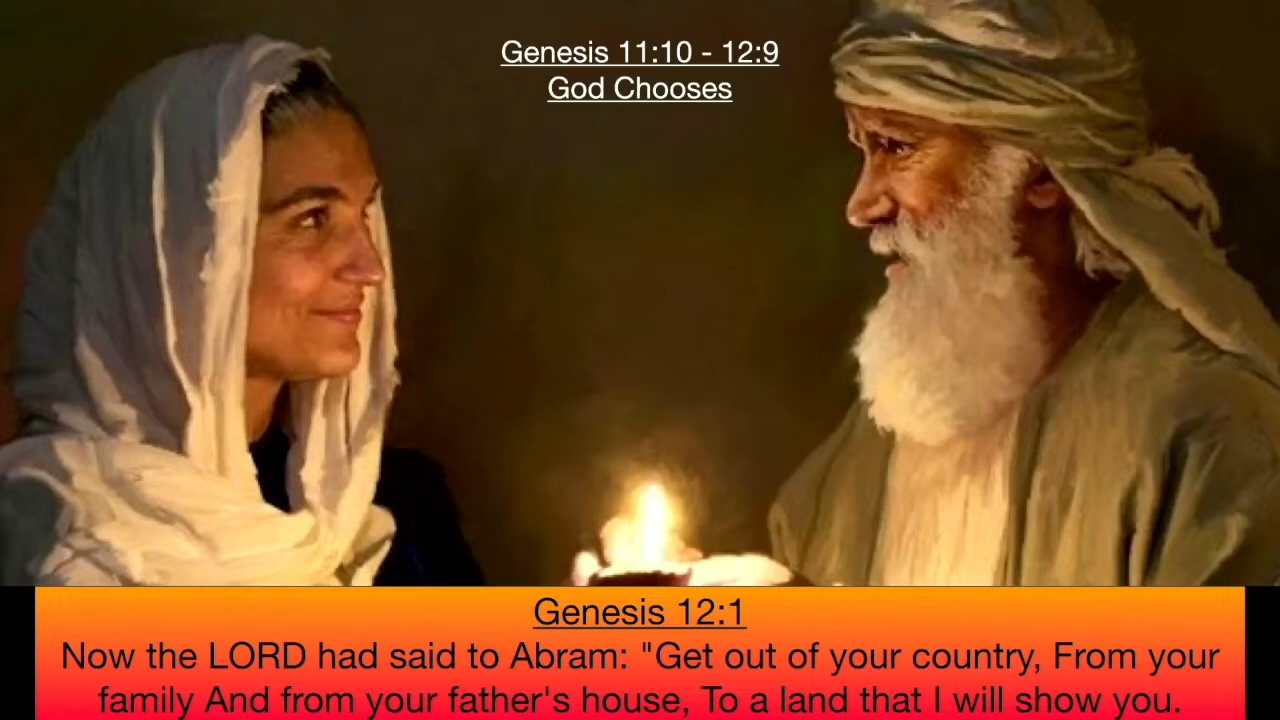 Genesis 11:10 - 12:9
God Chooses
Genesis 12:1
Now the LORD had said to Abram: "Get out of your country, From your
family And from your father's house, To a land that I will show you.